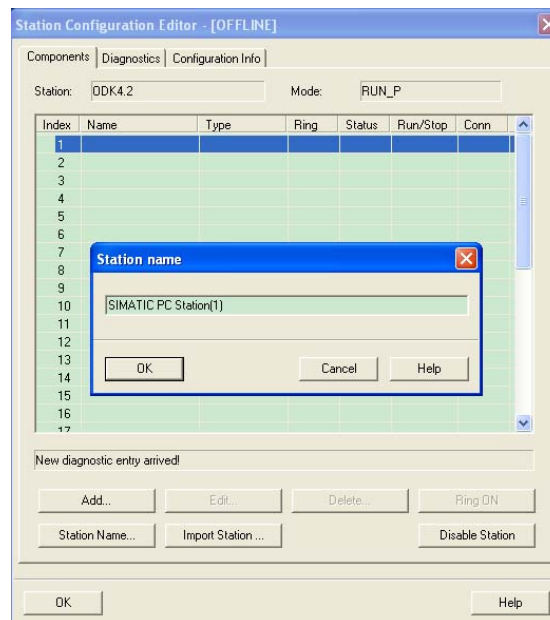 Station Configuration Editor - [OFFLINE]
Components Diagnostics Configuration Info
Station: ODK4.2 Mode: RUN_P
Index Name Type Ring Status Run/Stop Conn
1
2
3
4
5
6
7
8
9
10
11
12
13
14
15
16
17
Station name
SIMATIC PC Station(1)
OK Cancel Help
New diagnostic entry arrived!
Add... Edit... Delete... Ring ON
Station Name... Import Station ... Disable Station
OK Help